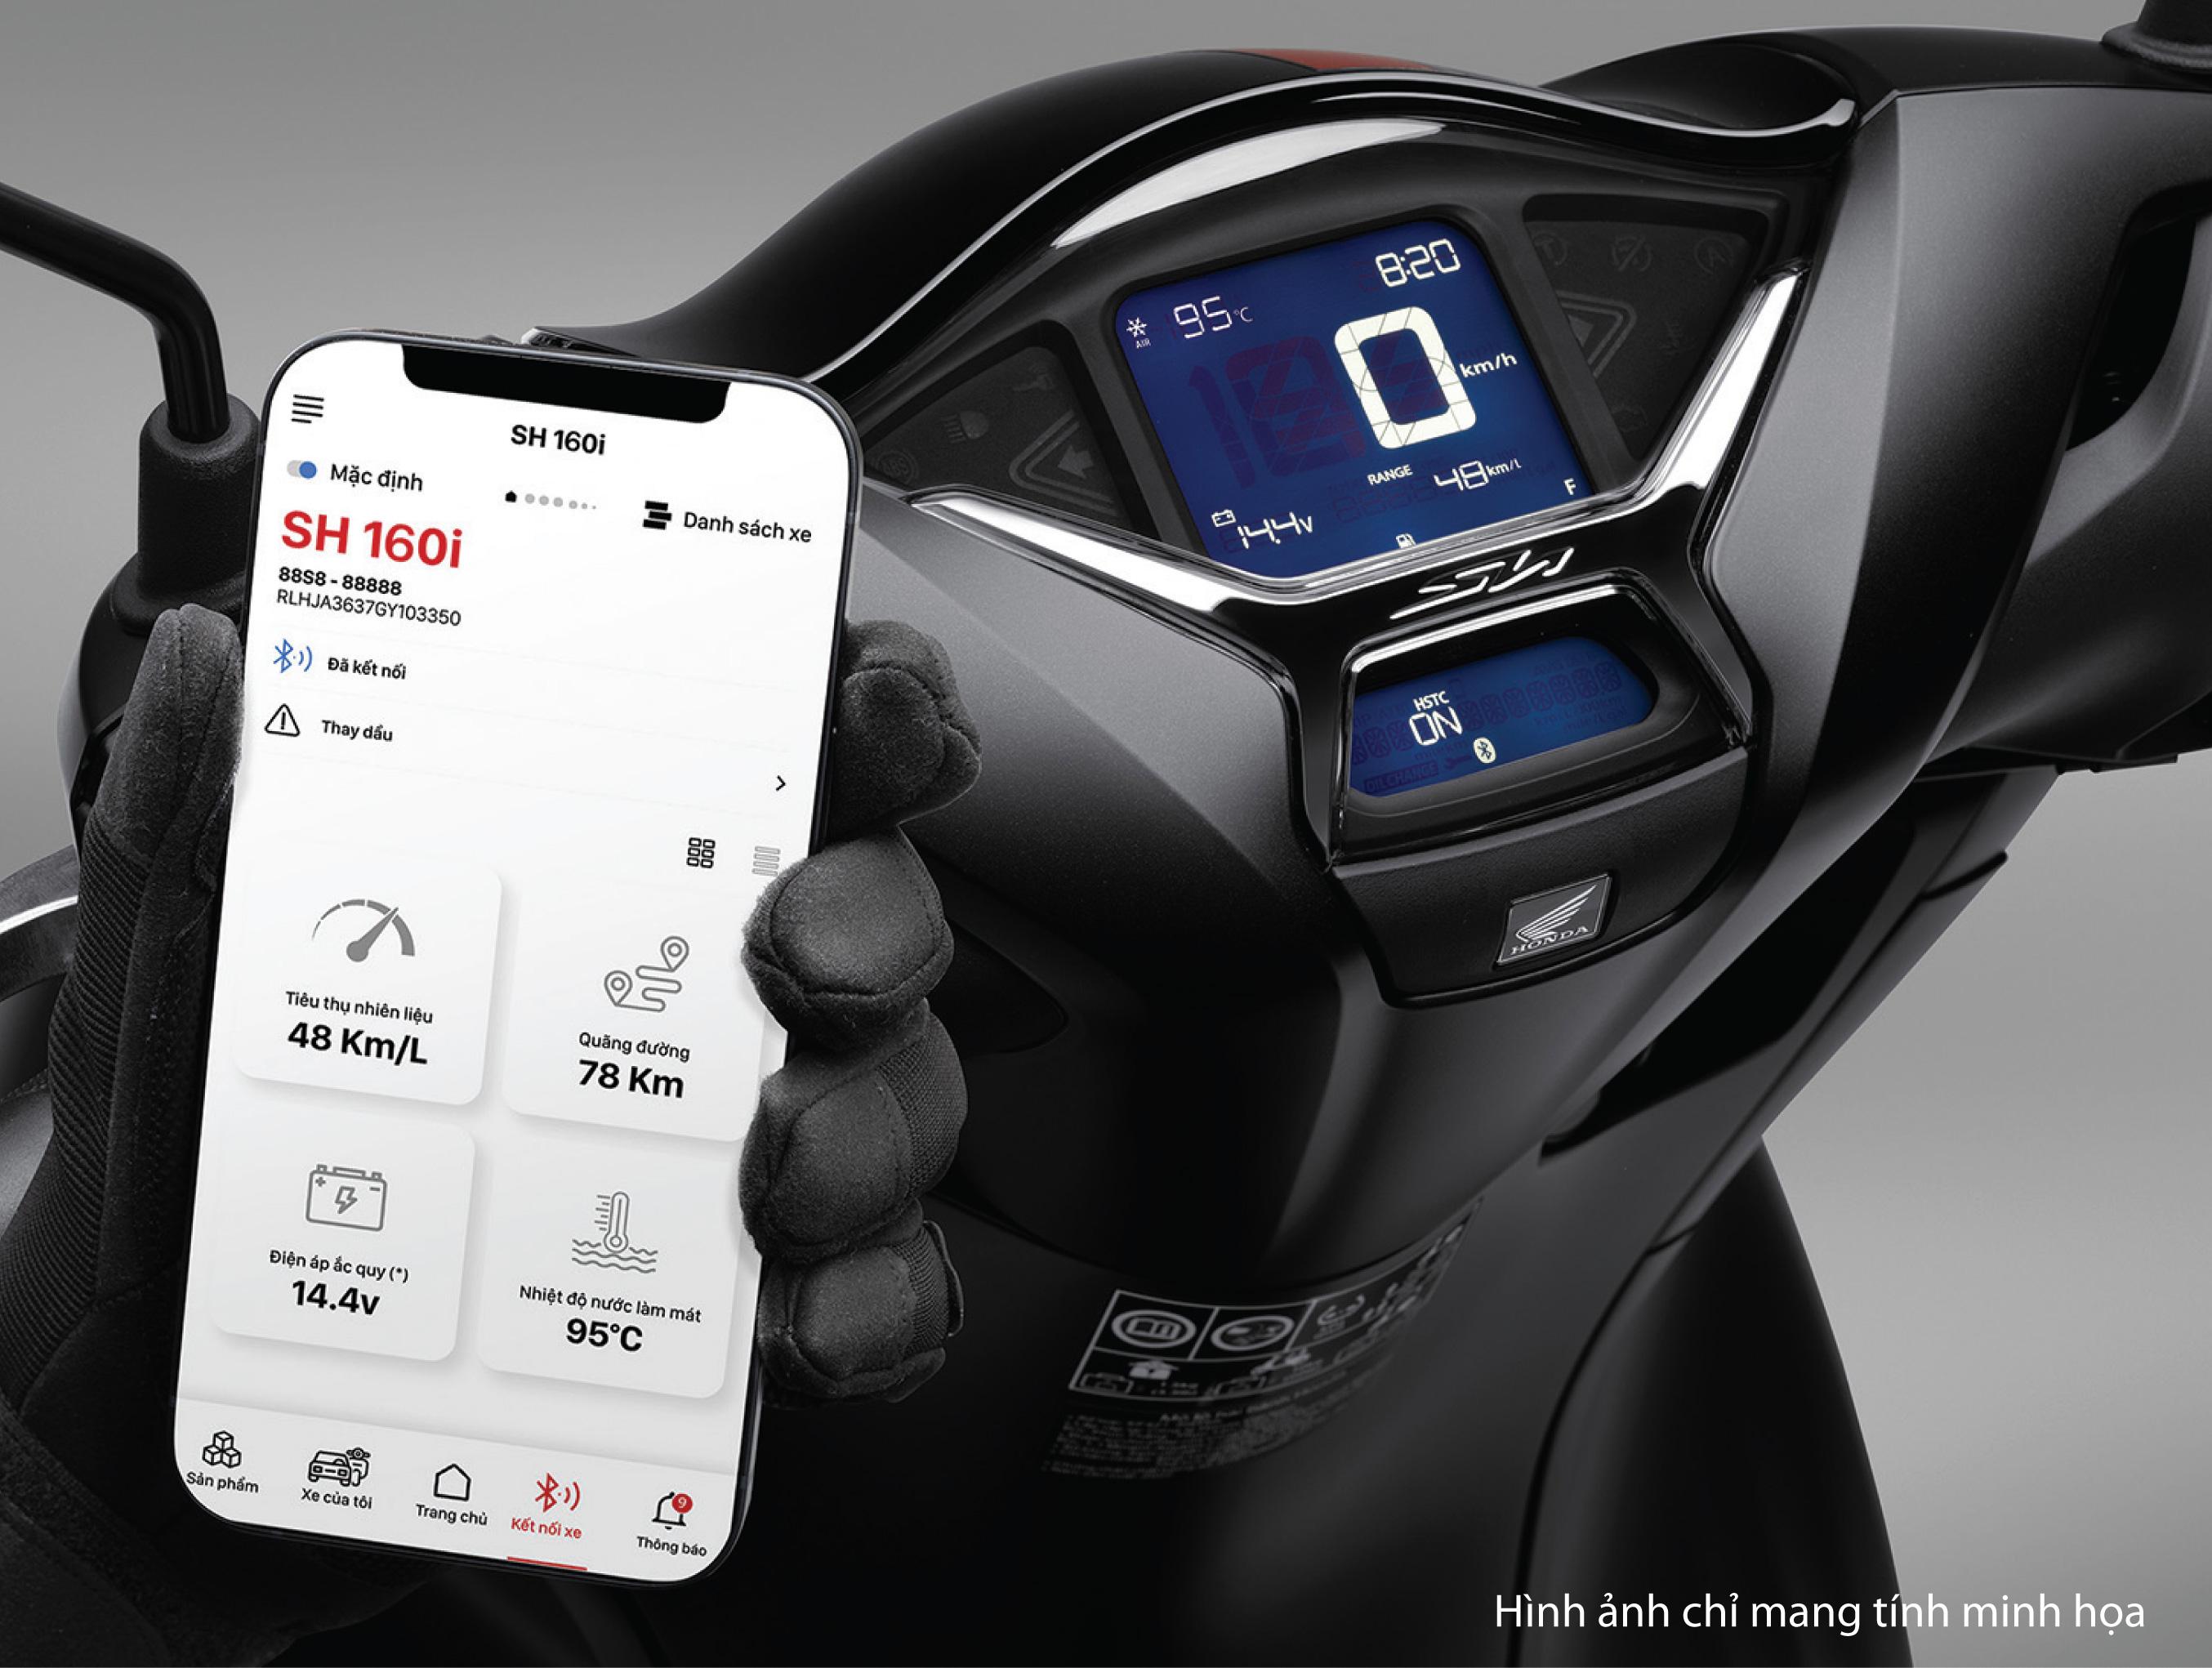 SH 160i
Mặc định
Danh sách xe
SH 160i
88S8 - 88888
RLHJA3637GY103350
Đã kết nối
Thay dầu
Tiêu thụ nhiên liệu
48 Km/L
Quãng đường
78 Km
Điện áp ắc quy (*)
14.4v
Nhiệt độ nước làm mát
95°C
Sản phẩm
Xe của tôi
Trang chủ
Kết nối xe
9
Thông báo
8:20
95°C
AIR
0 km/h
RANGE 48 km/L
F
14.4v
SH
HSTC
ON
OIL CHANGE
HONDA
Hình ảnh chỉ mang tính minh họa